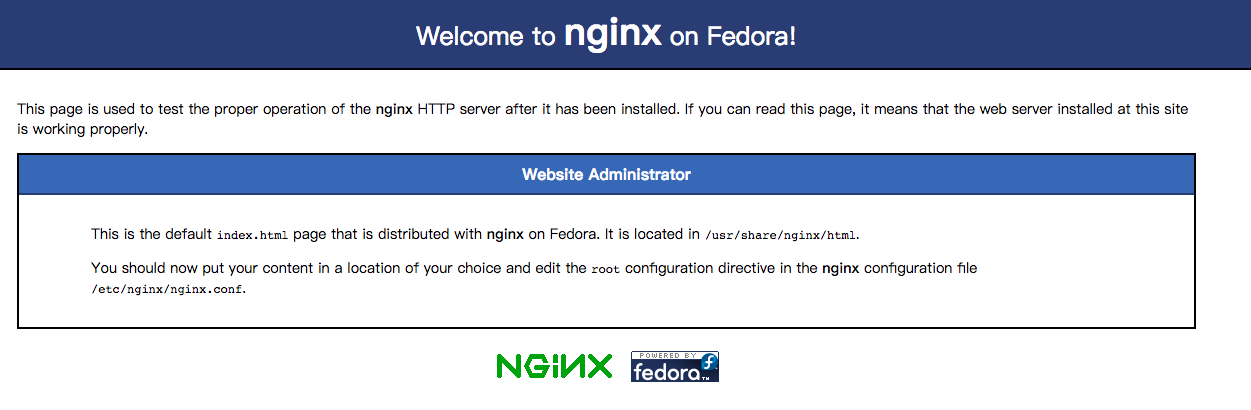 Welcome to nginx on Fedora!
This page is used to test the proper operation of the nginx HTTP server after it has been installed. If you can read this page, it means that the web server installed at this site
is working properly.
Website Administrator
This is the default index.html page that is distributed with nginx on Fedora. It is located in /usr/share/nginx/html.
You should now put your content in a location of your choice and edit the root configuration directive in the nginx configuration file
/etc/nginx/nginx.conf.
NGiNX
POWERED BY
fedora™